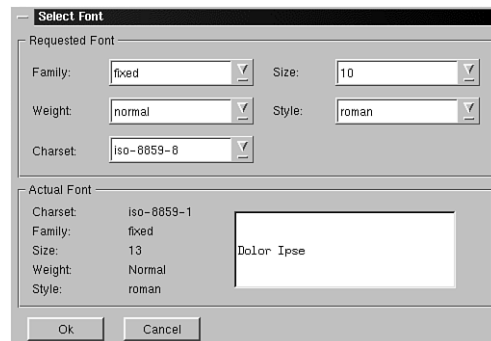 Select Font
Requested Font
Family: fixed Size: 10
Weight: normal Style: roman
Charset: iso-8859-8
Actual Font
Charset: iso-8859-1
Family: fixed
Size: 13
Weight: Normal
Style: roman
Dolor Ipse
Ok Cancel